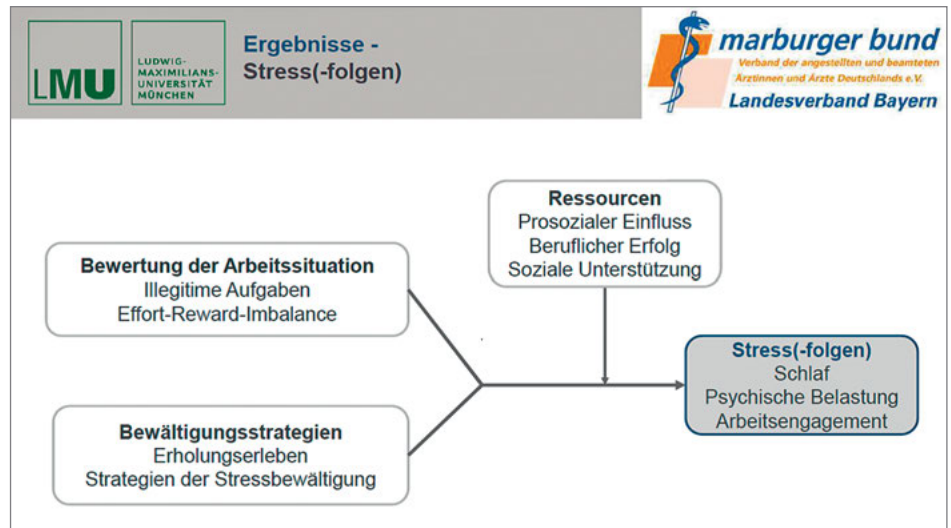 LMU
LUDWIG-
MAXIMILIANS-
UNIVERSITÄT
MÜNCHEN
Ergebnisse -
Stress(-folgen)
marburger bund
Verband der angestellten und beamteten
Ärztinnen und Ärzte Deutschlands e.V.
Landesverband Bayern
Ressourcen
Prosozialer Einfluss
Beruflicher Erfolg
Soziale Unterstützung
Bewertung der Arbeitssituation
Illegitime Aufgaben
Effort-Reward-Imbalance
Stress(-folgen)
Schlaf
Psychische Belastung
Arbeitsengagement
Bewältigungsstrategien
Erholungserleben
Strategien der Stressbewältigung